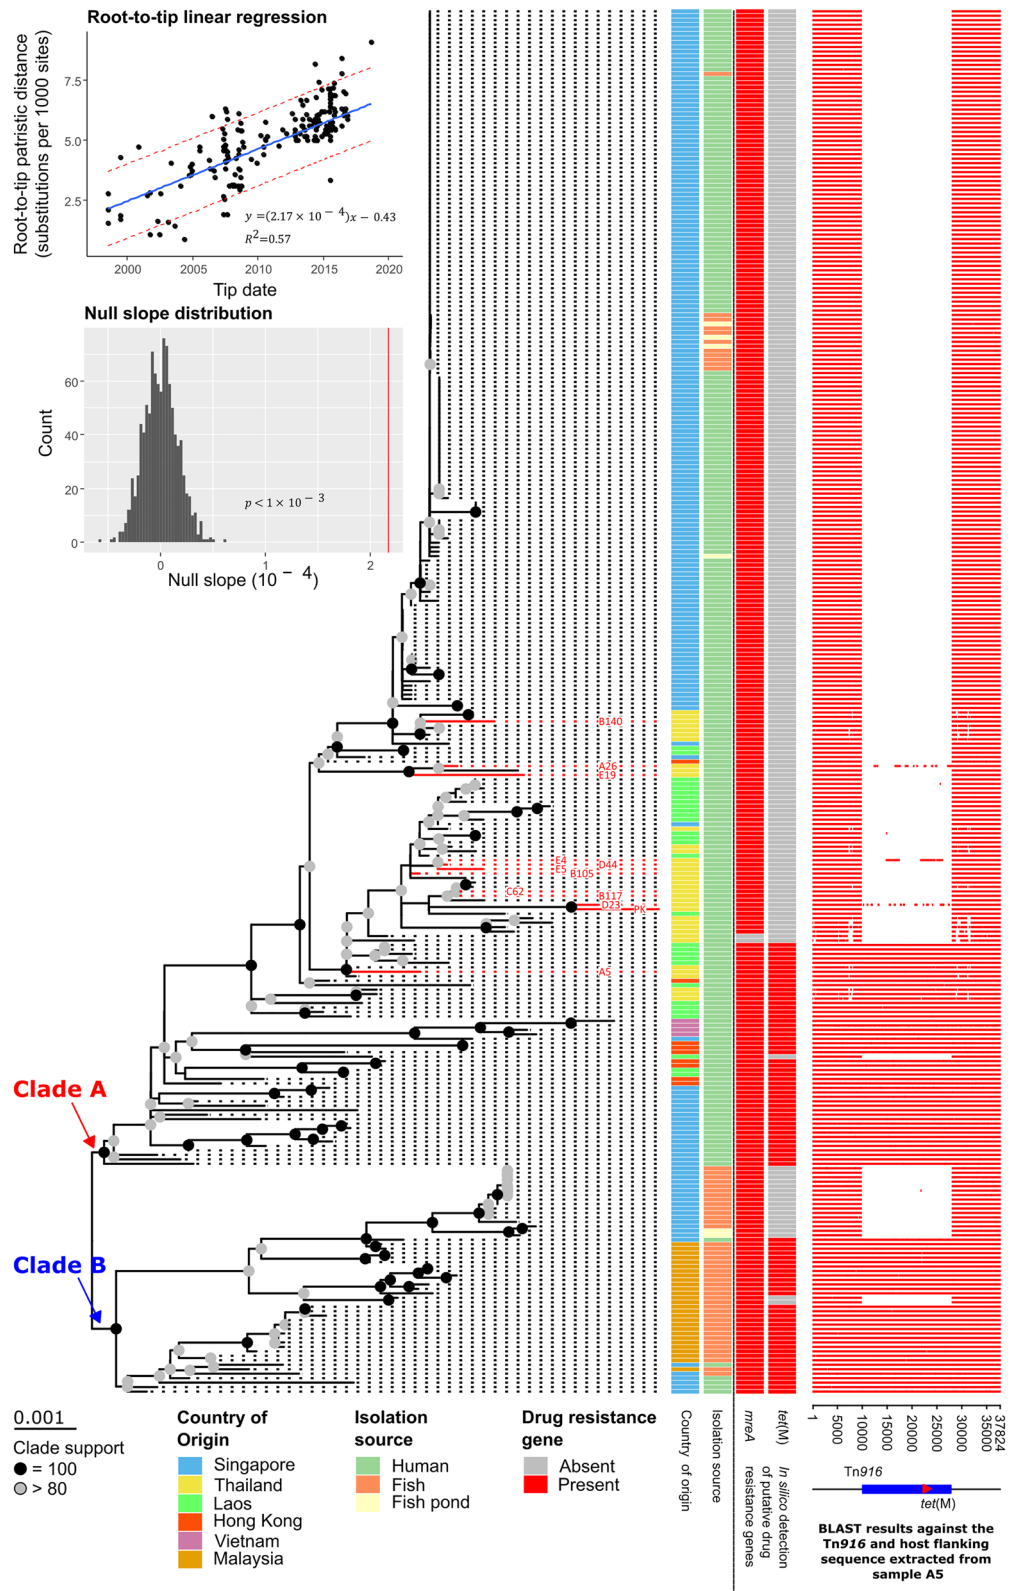 Root-to-tip linear regression
Root-to-tip patristic distance
(substitutions per 1000 sites)
7.5
5.0
2.5
y =(2.17 × 10 − 4)x − 0.43
R2=0.57
2000
2005
2010
2015
2020
Tip date
Null slope distribution
Count
60
40
20
0
p < 1 × 10 − 3
0
1
2
Null slope (10 − 4)
B140
A26
E19
E4
D44
E5
B105
C62
B117
D23
PK
A5
Clade A
Clade B
0.001
Clade support
= 100
> 80
Country of
Origin
Singapore
Thailand
Laos
Hong Kong
Vietnam
Malaysia
Isolation
source
Human
Fish
Fish pond
Drug resistance
gene
Absent
Present
Country of origin
Isolation source
mreA
tet(M)
In silico detection
of putative drug
resistance genes
1
5000
10000
15000
20000
25000
30000
35000
37824
Tn916
tet(M)
BLAST results against the
Tn916 and host flanking
sequence extracted from
sample A5